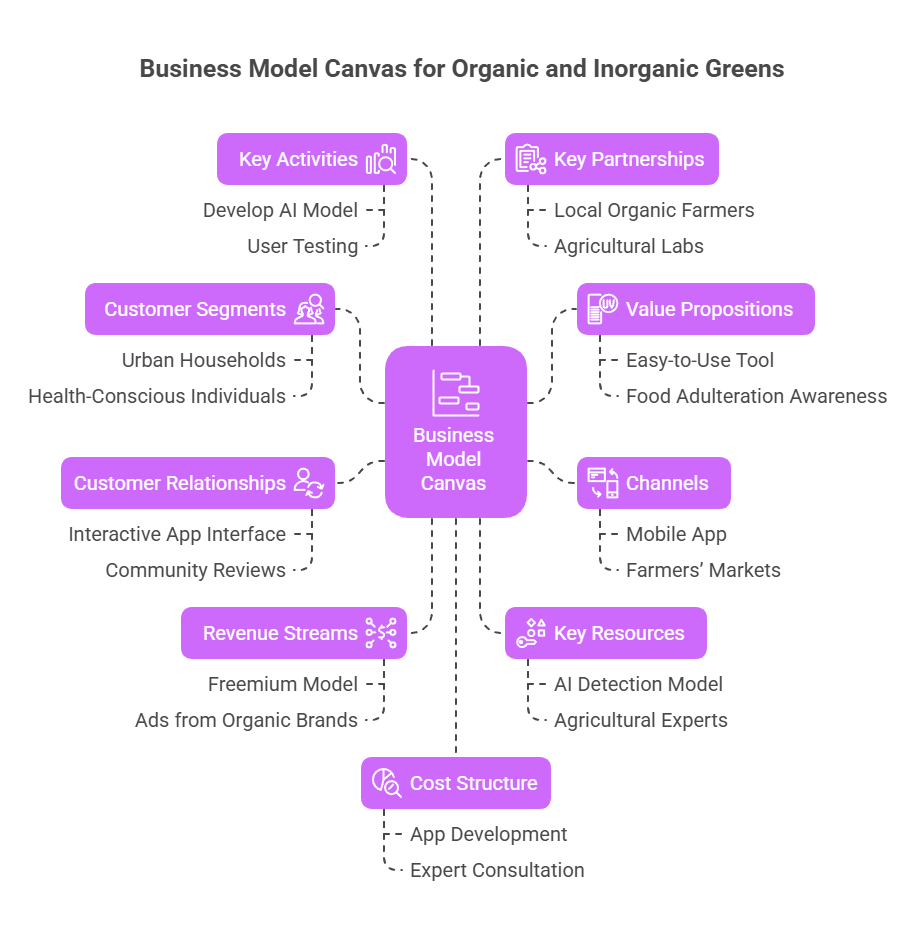 Business Model Canvas for Organic and Inorganic Greens
Key Activities
Develop AI Model
User Testing
Key Partnerships
Local Organic Farmers
Agricultural Labs
Customer Segments
Urban Households
Health-Conscious Individuals
UV
Value Propositions
Easy-to-Use Tool
Food Adulteration Awareness
Business
Model
Canvas
Customer Relationships
Interactive App Interface
Community Reviews
Channels
Mobile App
Farmers’ Markets
Revenue Streams
$
Freemium Model
Ads from Organic Brands
Key Resources
AI Detection Model
Agricultural Experts
Cost Structure
App Development
Expert Consultation